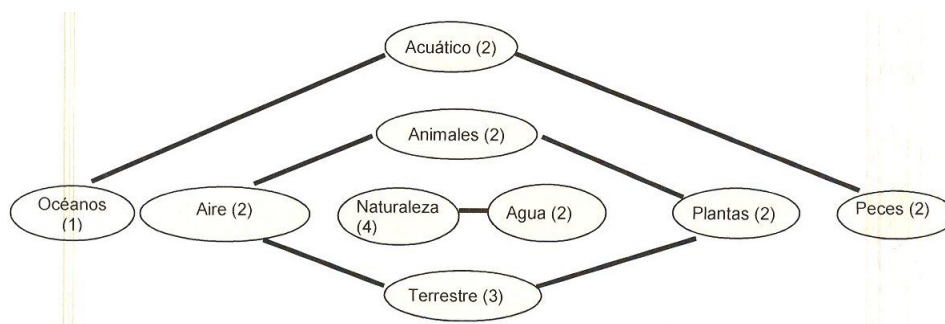 Acuático (2)
Animales (2)
Océanos
(1)
Aire (2)
Naturaleza
(4)
Agua (2)
Plantas (2)
Peces (2)
Terrestre (3)